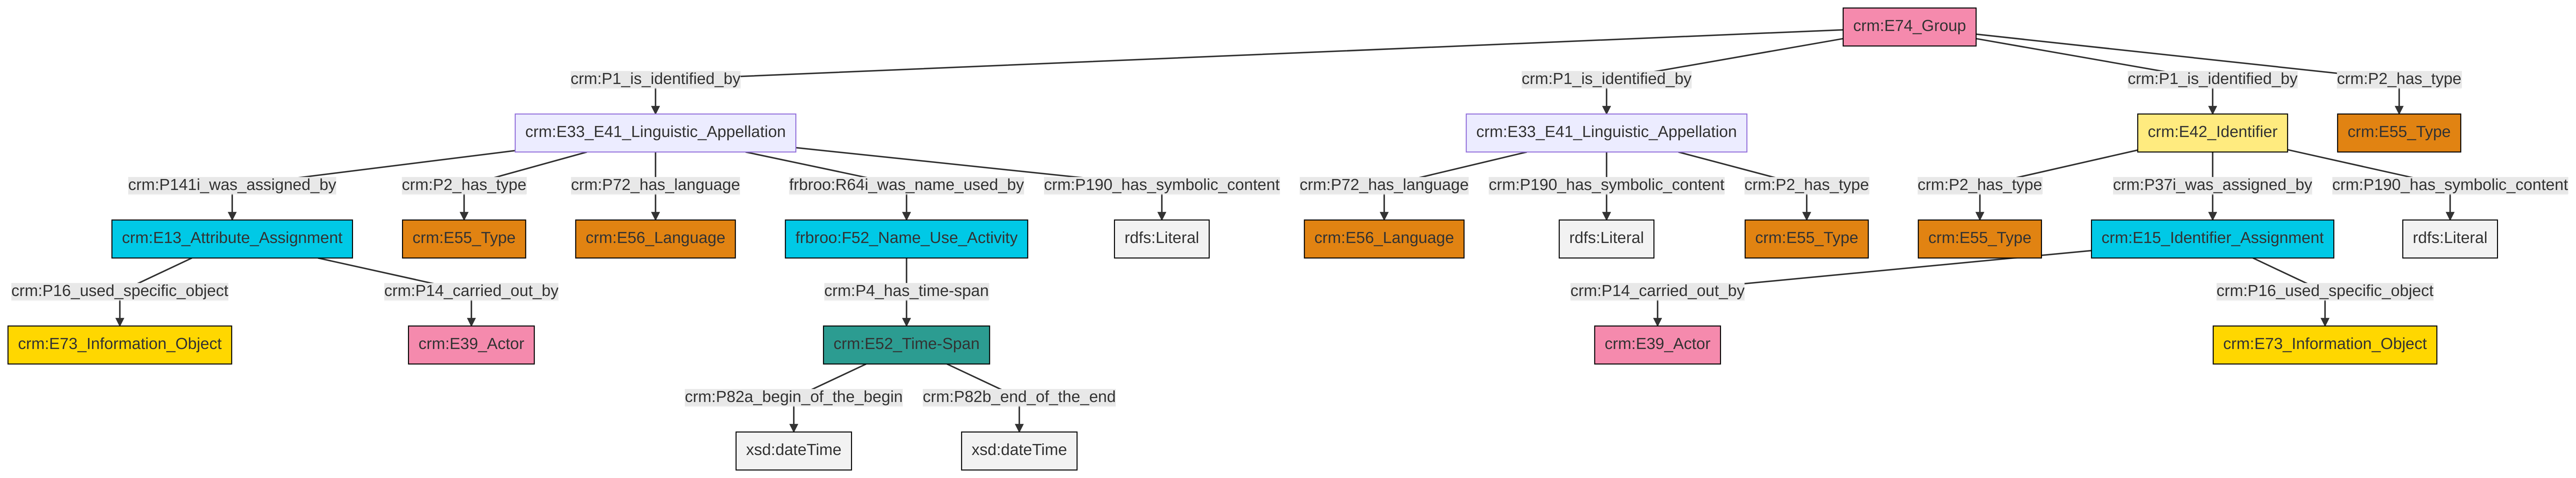 crm:E74_Group
crm:P1_is_identified_by
crm:P1_is_identified_by
crm:P1_is_identified_by
crm:P2_has_type
crm:E33_E41_Linguistic_Appellation
crm:E33_E41_Linguistic_Appellation
crm:E42_Identifier
crm:E55_Type
crm:P141i_was_assigned_by
crm:P2_has_type
crm:P72_has_language
frbroo:R64i_was_name_used_by
crm:P190_has_symbolic_content
crm:P72_has_language
crm:P190_has_symbolic_content
crm:P2_has_type
crm:P2_has_type
crm:P37i_was_assigned_by
crm:P190_has_symbolic_content
crm:E13_Attribute_Assignment
crm:E55_Type
crm:E56_Language
frbroo:F52_Name_Use_Activity
rdfs:Literal
crm:E56_Language
rdfs:Literal
crm:E55_Type
crm:E55_Type
crm:E15_Identifier_Assignment
rdfs:Literal
crm:P16_used_specific_object
crm:P14_carried_out_by
crm:P4_has_time-span
crm:P14_carried_out_by
crm:P16_used_specific_object
crm:E73_Information_Object
crm:E39_Actor
crm:E52_Time-Span
crm:E39_Actor
crm:E73_Information_Object
crm:P82a_begin_of_the_begin
crm:P82b_end_of_the_end
xsd:dateTime
xsd:dateTime